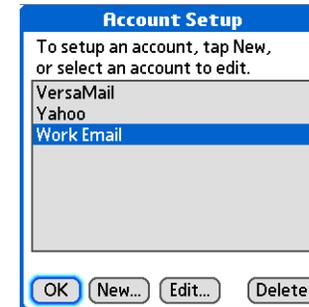 Account Setup
To setup an account, tap New,
or select an account to edit.
VersaMail
Yahoo
Work Email
OK New... Edit... Delete